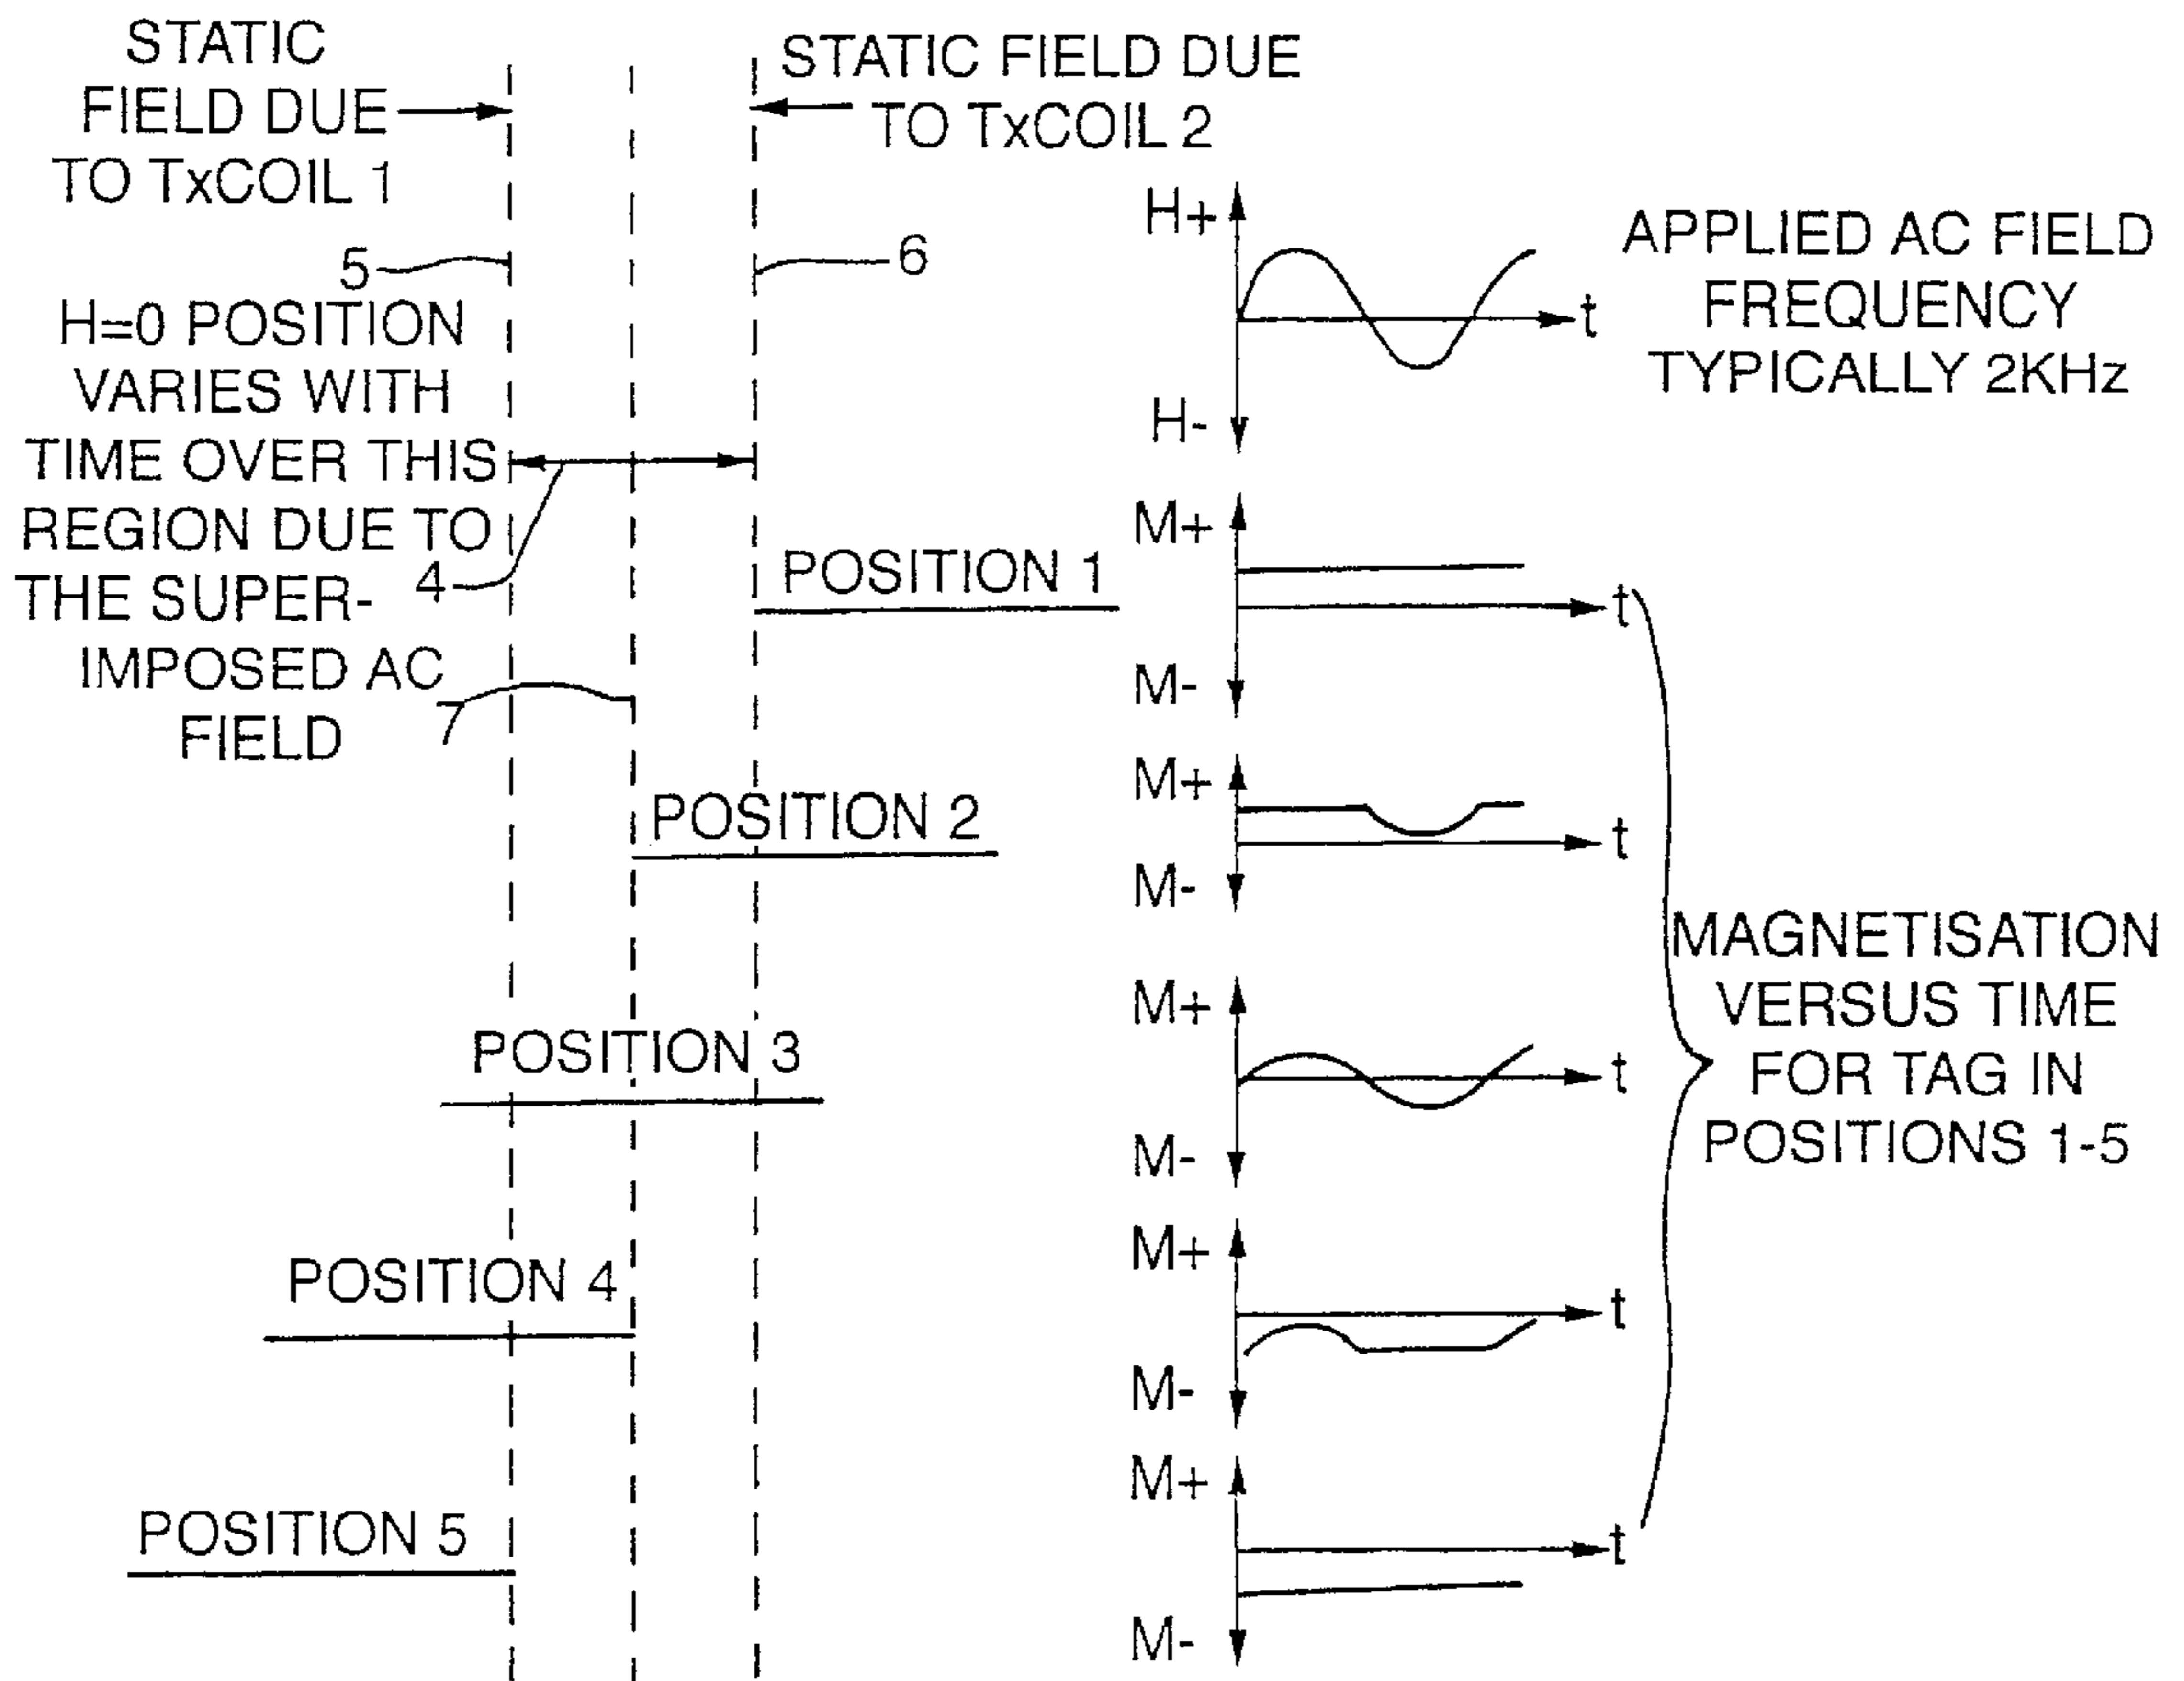 STATIC
FIELD DUE
TO TxCOIL 1
STATIC FIELD DUE
TO TxCOIL 2
5
6
H=0 POSITION
VARIES WITH
TIME OVER THIS
REGION DUE TO
THE SUPER-
IMPOSED AC
FIELD
4
7
H+
H-
t
APPLIED AC FIELD
FREQUENCY
TYPICALLY 2KHz
POSITION 1
M+
M-
t
POSITION 2
M+
M-
t
POSITION 3
M+
M-
t
POSITION 4
M+
M-
t
POSITION 5
M+
M-
t
MAGNETISATION
VERSUS TIME
FOR TAG IN
POSITIONS 1-5